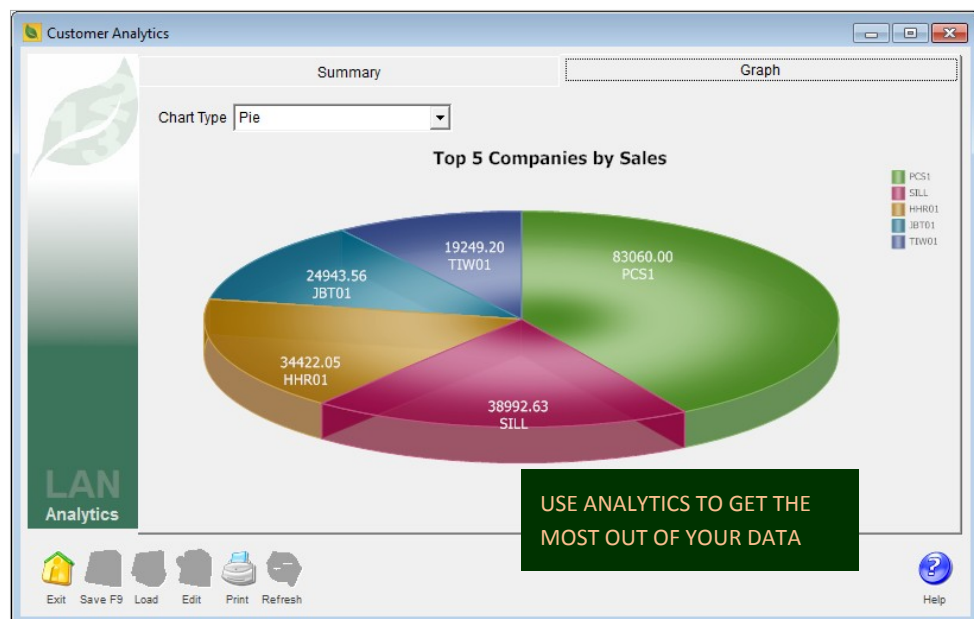 Customer Analytics
Summary
Graph
Chart Type
Pie
Top 5 Companies by Sales
PCS1
SILL
HHR01
JBT01
TIW01
19249.20
TIW01
83060.00
PCS1
24943.56
JBT01
34422.05
HHR01
38992.63
SILL
LAN
Analytics
USE ANALYTICS TO GET THE
MOST OUT OF YOUR DATA
Exit
Save F9
Load
Edit
Print
Refresh
Help